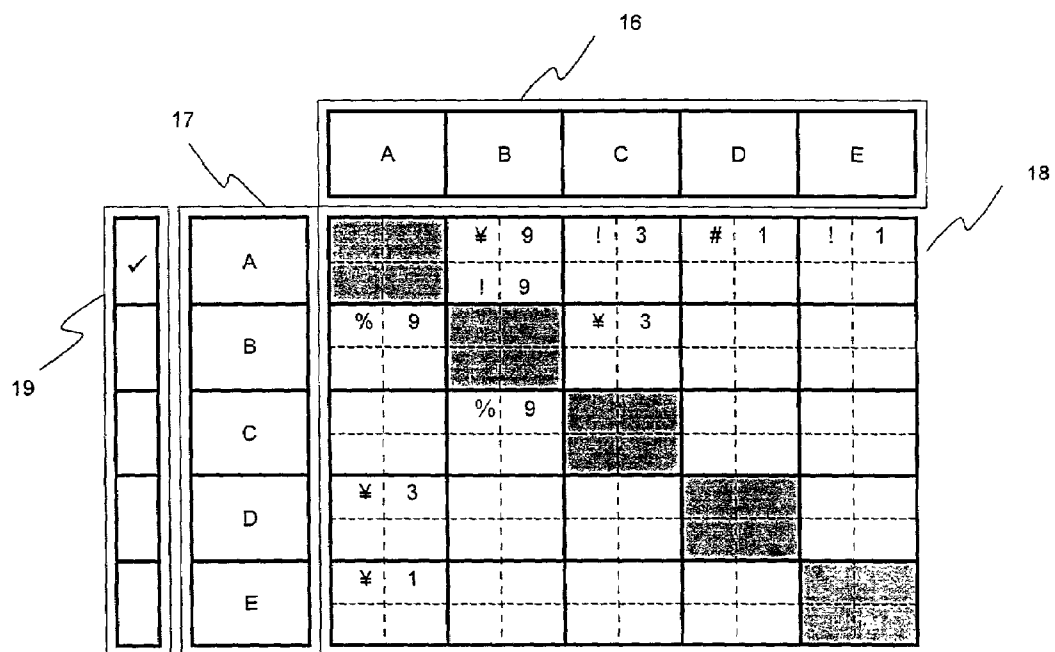 16
17
A B C D E
18
✓ A ¥ 9 ! 3 # 1 ! 1
! 9
B % 9 ¥ 3
19
C % 9
D ¥ 3
E ¥ 1